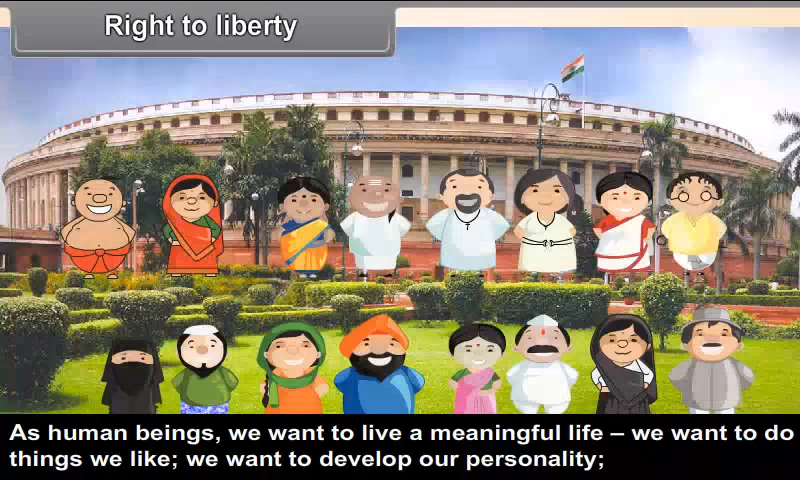 Right to liberty
As human beings, we want to live a meaningful life – we want to do
things we like; we want to develop our personality;